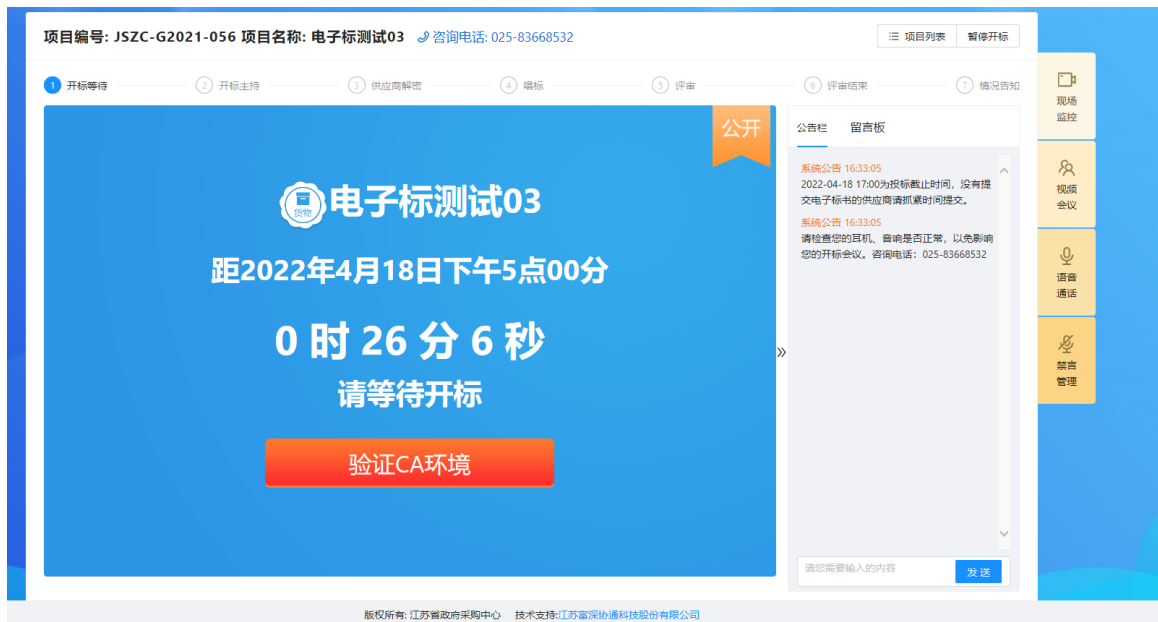 项目编号: JSZC-G2021-056 项目名称: 电子标测试03 咨询电话: 025-83668532
项目列表 暂停开标
1 开标等待 2 开标主持 3 供应商解密 4 唱标 5 评审 6 评审结束 7 情况告知
公开
货物
电子标测试03
距2022年4月18日下午5点00分
0 时 26 分 6 秒
请等待开标
验证CA环境
公告栏 留言板
系统公告 16:33:05
2022-04-18 17:00为投标截止时间，没有提
交电子标书的供应商请抓紧时间提交。
系统公告 16:33:05
请检查您的耳机、音响是否正常，以免影响
您的开标会议。咨询电话：025-83668532
请您需要输入的内容
发 送
现场
监控
视频
会议
语音
通话
禁言
管理
版权所有: 江苏省政府采购中心 技术支持:江苏富深协通科技股份有限公司